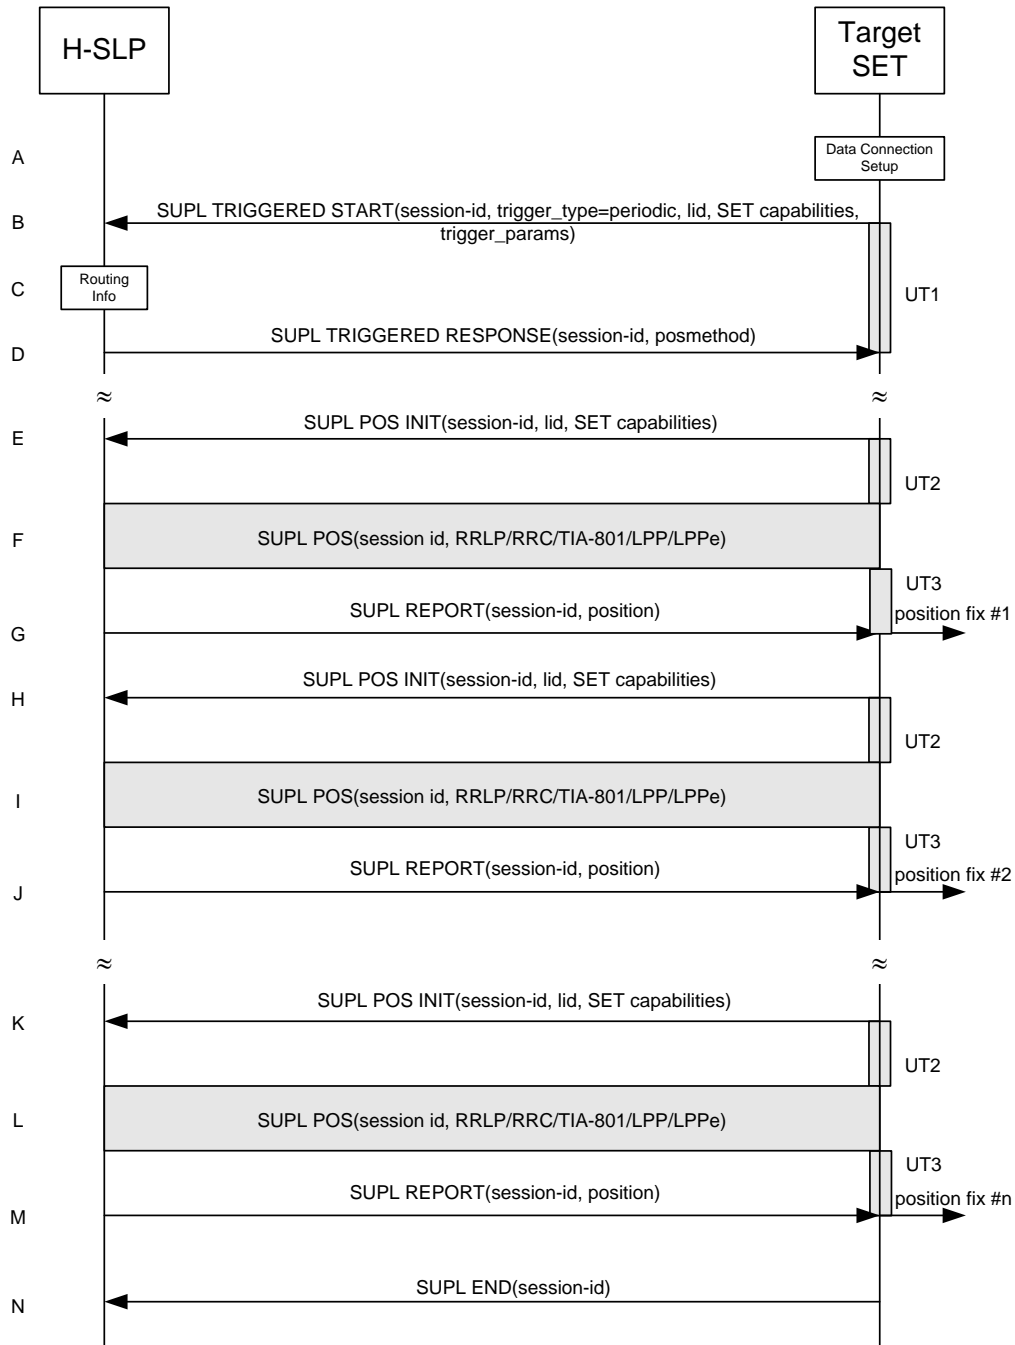 H-SLP
Target
SET
A
Data Connection
Setup
B
SUPL TRIGGERED START(session-id, trigger_type=periodic, lid, SET capabilities,
trigger_params)
C
Routing
Info
UT1
D
SUPL TRIGGERED RESPONSE(session-id, posmethod)
≈ ≈
E
SUPL POS INIT(session-id, lid, SET capabilities)
UT2
F
SUPL POS(session id, RRLP/RRC/TIA-801/LPP/LPPe)
UT3
G
SUPL REPORT(session-id, position)
position fix #1
H
SUPL POS INIT(session-id, lid, SET capabilities)
UT2
I
SUPL POS(session id, RRLP/RRC/TIA-801/LPP/LPPe)
UT3
J
SUPL REPORT(session-id, position)
position fix #2
≈ ≈
K
SUPL POS INIT(session-id, lid, SET capabilities)
UT2
L
SUPL POS(session id, RRLP/RRC/TIA-801/LPP/LPPe)
UT3
M
SUPL REPORT(session-id, position)
position fix #n
N
SUPL END(session-id)